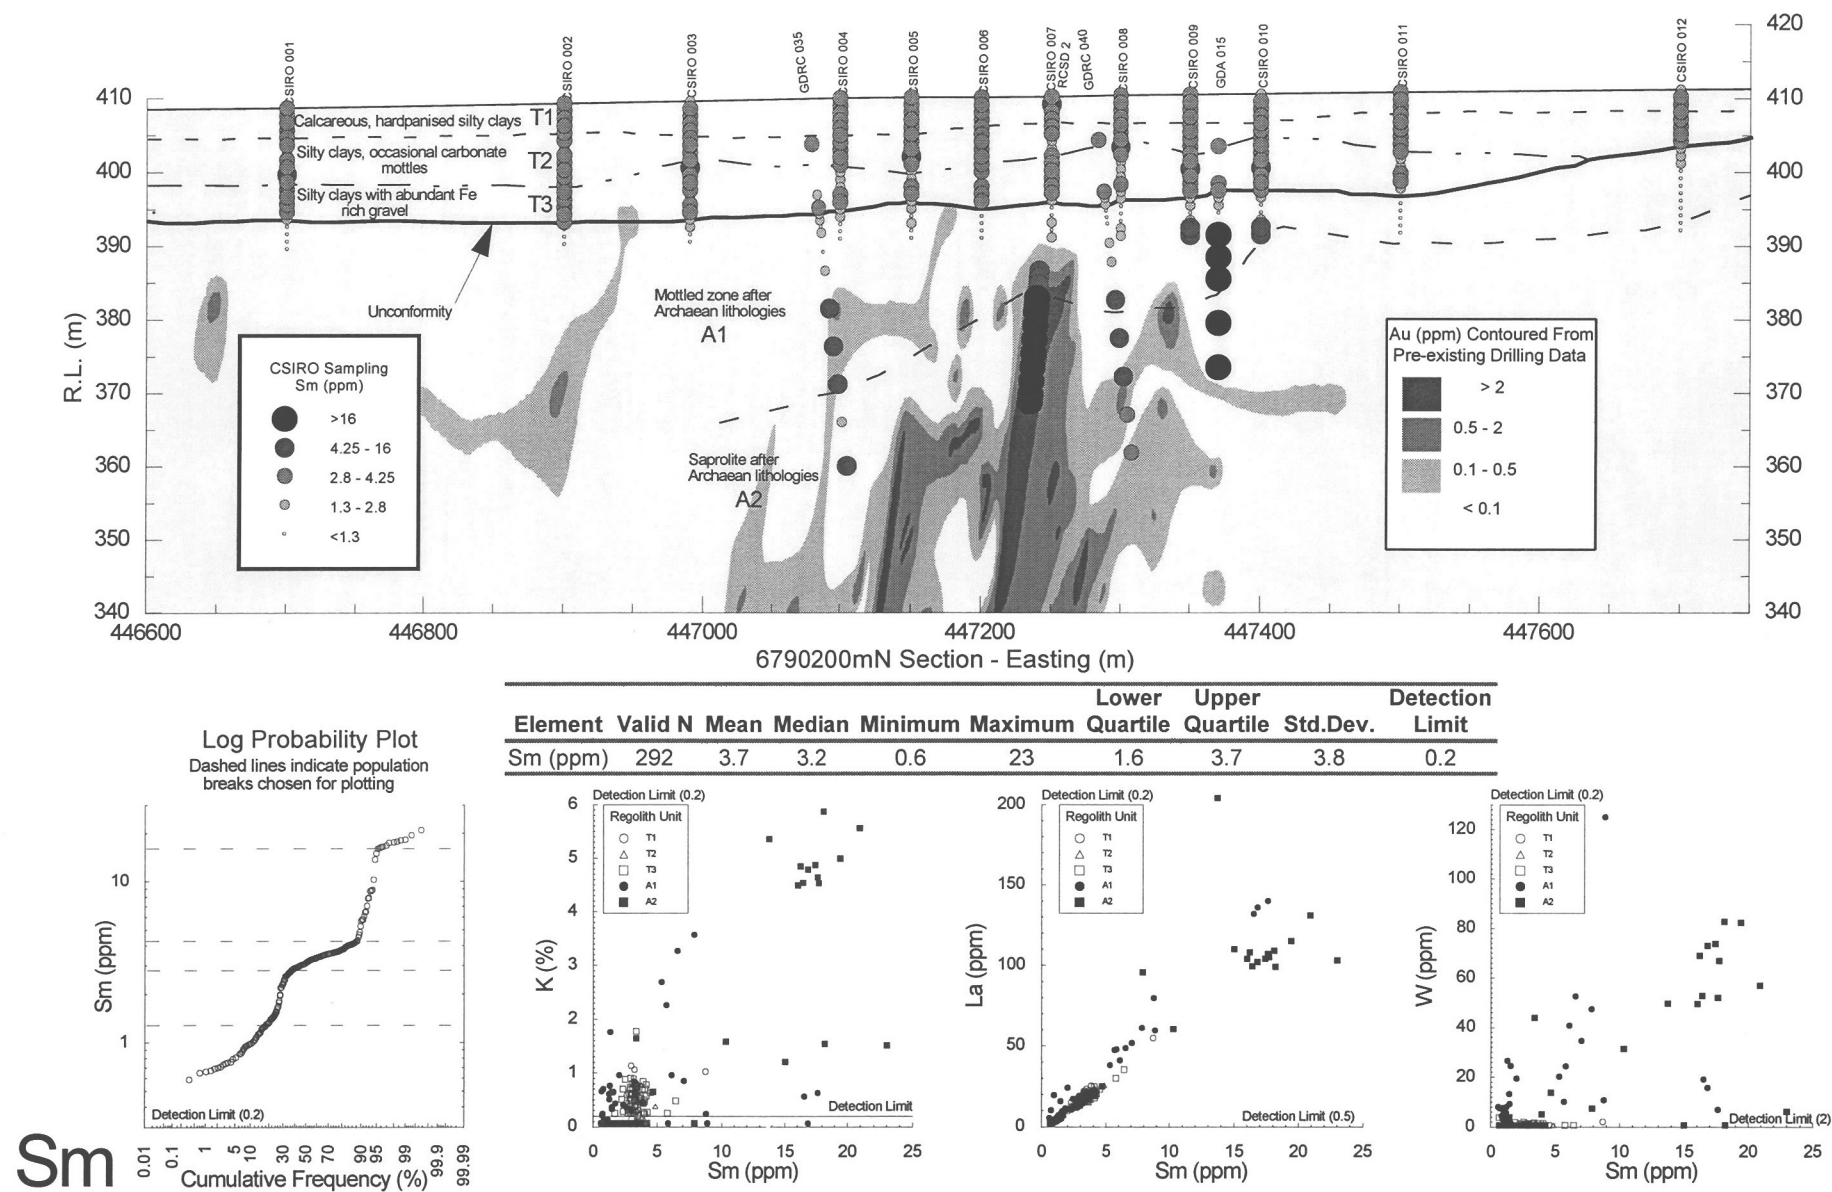 CSIRO 001
CSIRO 002
CSIRO 003
GDRC 035
CSIRO 004
CSIRO 005
CSIRO 006
CSIRO 007
RCSD 2
GDRC 040
CSIRO 008
CSIRO 009
GDA 015
CSIRO 010
CSIRO 011
CSIRO 012
420
410
400
390
380
370
360
350
340
410
400
390
380
370
360
350
340
R.L. (m)
Calcareous, hardpanised silty clays
T1
Silty clays, occasional carbonate
mottles
T2
Silty clays with abundant Fe
rich gravel
T3
Unconformity
Mottled zone after
Archaean lithologies
A1
Saprolite after
Archaean lithologies
A2
CSIRO Sampling
Sm (ppm)
>16
4.25 - 16
2.8 - 4.25
1.3 - 2.8
<1.3
Au (ppm) Contoured From
Pre-existing Drilling Data
> 2
0.5 - 2
0.1 - 0.5
< 0.1
446600 446800 447000 447200 447400 447600
6790200mN Section - Easting (m)
Element Valid N Mean Median Minimum Maximum Lower Quartile Upper Quartile Std.Dev. Detection Limit
Sm (ppm) 292 3.7 3.2 0.6 23 1.6 3.7 3.8 0.2
Log Probability Plot
Dashed lines indicate population
breaks chosen for plotting
Sm (ppm)
10
1
Detection Limit (0.2)
0.01 0.1 1 5 10 30 50 70 90 95 99.9 99.99
Cumulative Frequency (%)
Sm
Detection Limit (0.2)
Regolith Unit
T1
T2
T3
A1
A2
K (%)
6
5
4
3
2
1
0
Detection Limit
0 5 10 15 20 25
Sm (ppm)
Detection Limit (0.2)
Regolith Unit
T1
T2
T3
A1
A2
La (ppm)
200
150
100
50
0
Detection Limit (0.5)
0 5 10 15 20 25
Sm (ppm)
Detection Limit (0.2)
Regolith Unit
T1
T2
T3
A1
A2
W (ppm)
120
100
80
60
40
20
0
Detection Limit (2)
0 5 10 15 20 25
Sm (ppm)